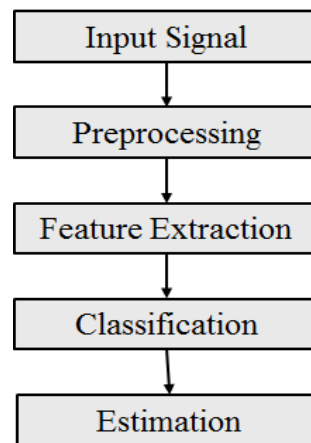 Input Signal
Preprocessing
Feature Extraction
Classification
Estimation